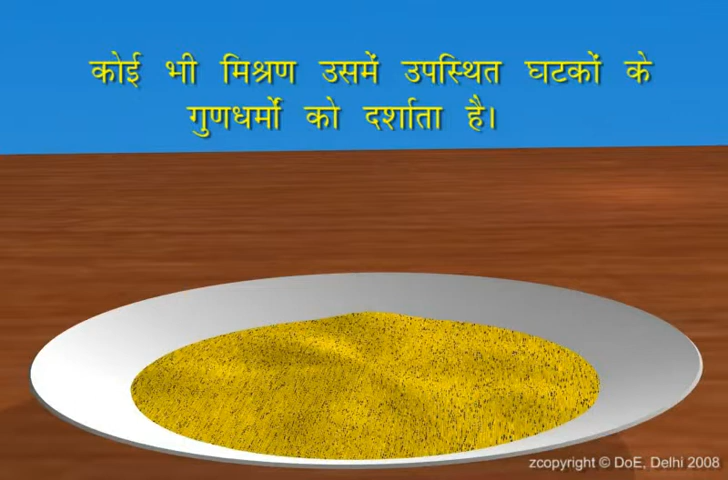 कोई भी मिश्रण उसमें उपस्थित घटकों के
गुणधर्मों को दर्शाता है।
zcopyright © DoE, Delhi 2008